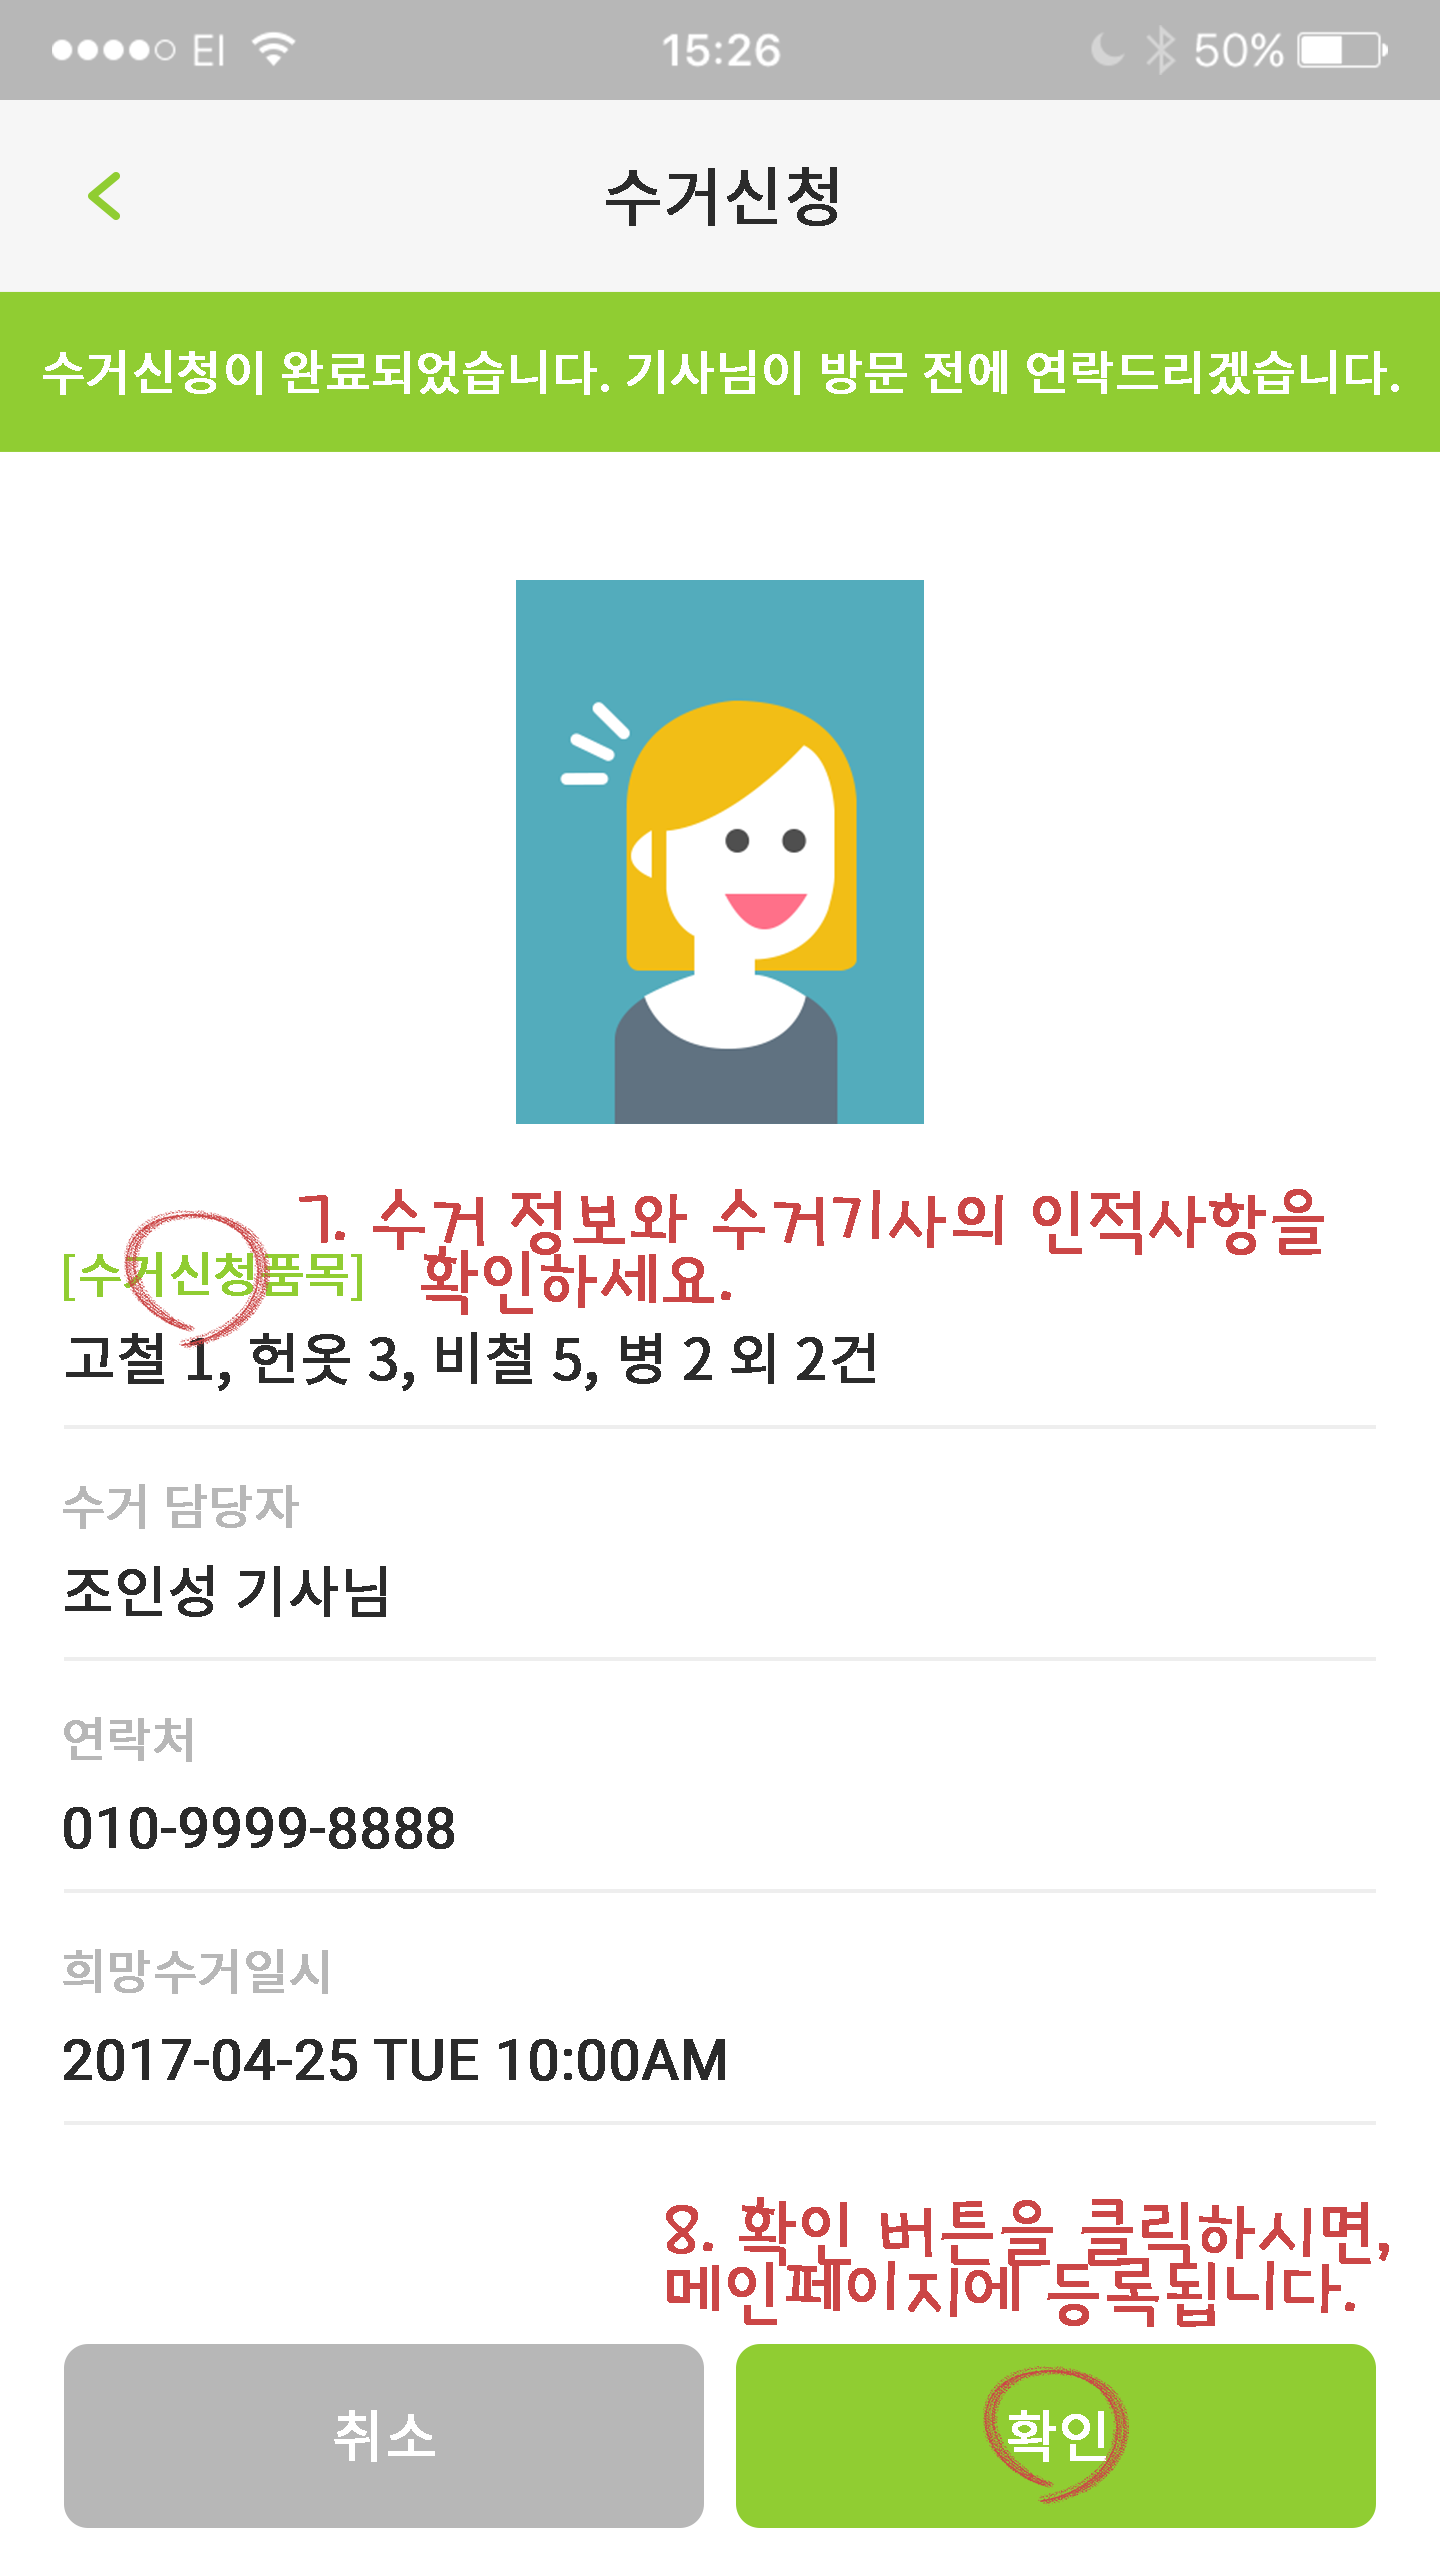 EI 15:26 50%
수거신청
수거신청이 완료되었습니다. 기사님이 방문 전에 연락드리겠습니다.
7. 수거 정보와 수거기사의 인적사항을
확인하세요.
[수거신청품목]
고철 1, 헌옷 3, 비철 5, 병 2 외 2건
수거 담당자
조인성 기사님
연락처
010-9999-8888
희망수거일시
2017-04-25 TUE 10:00AM
8. 확인 버튼을 클릭하시면,
메인페이지에 등록됩니다.
취소
확인